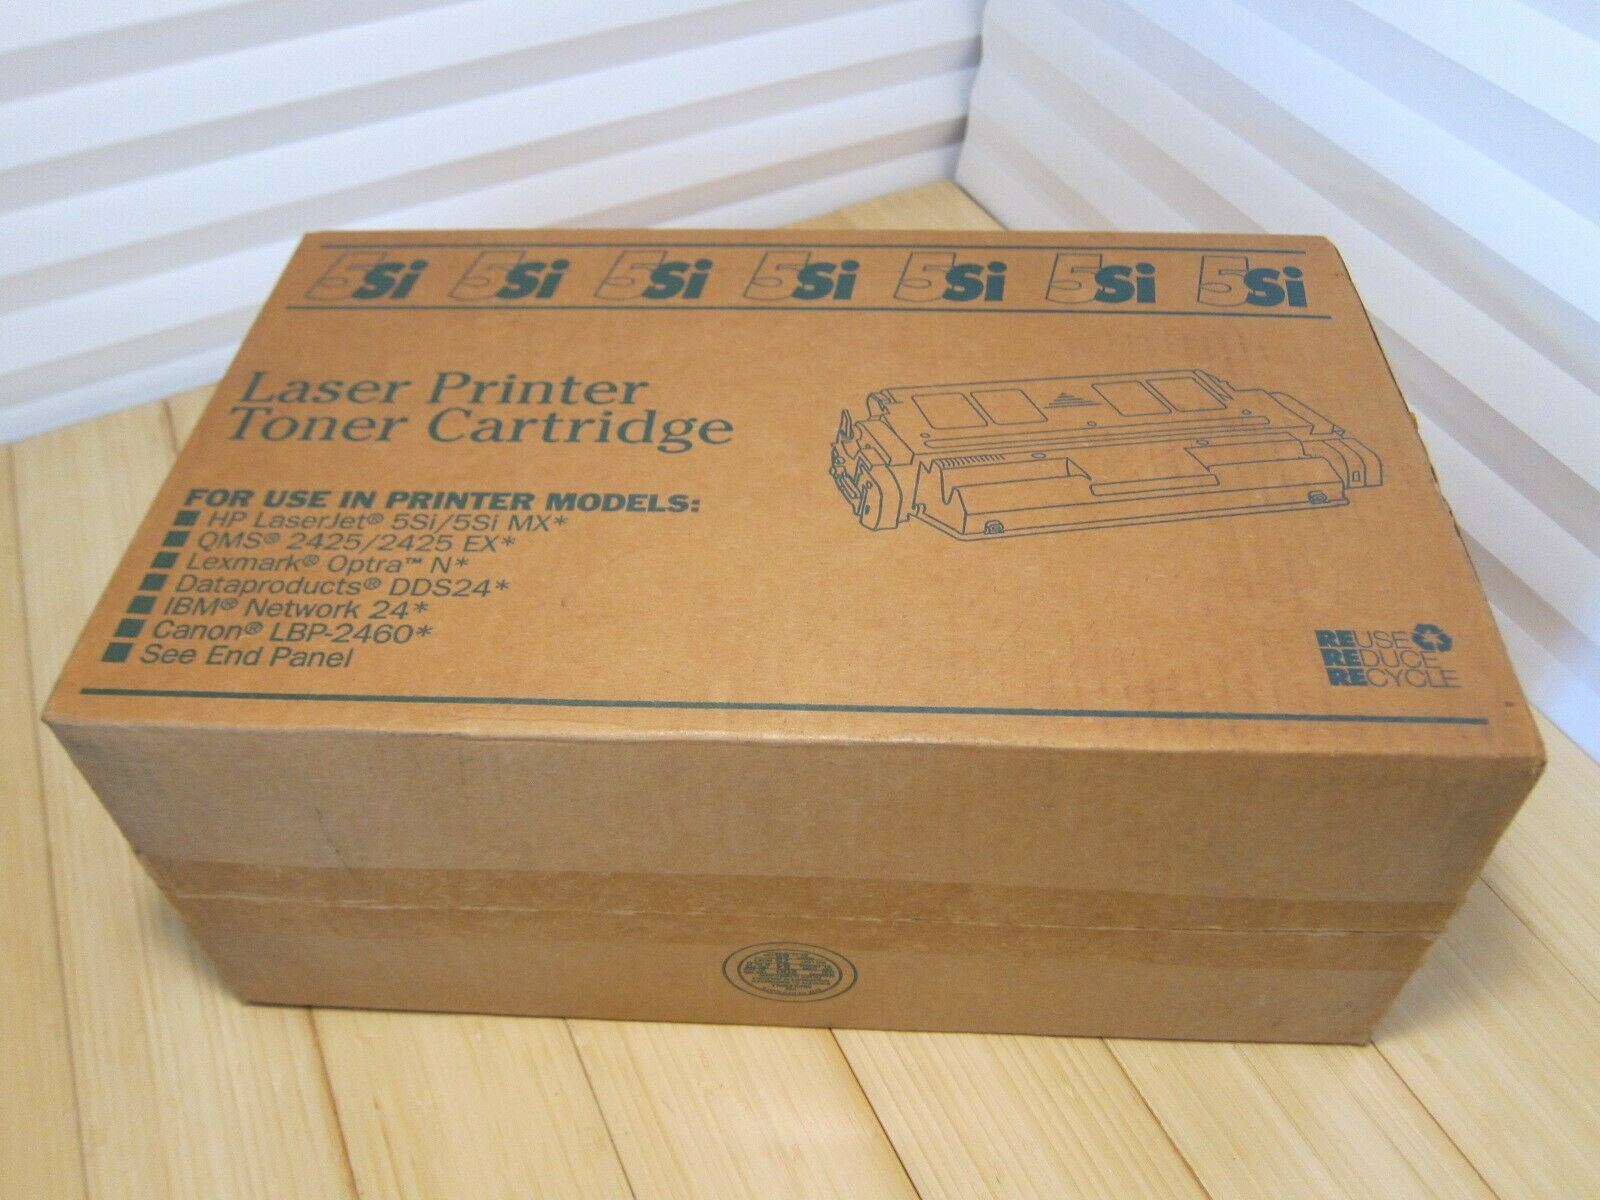 5Si 5Si 5Si 5Si 5Si 5Si 5Si
Laser Printer
Toner Cartridge
FOR USE IN PRINTER MODELS:
■ HP LaserJet® 5Si/5Si MX*
■ QMS® 2425/2425 EX*
■ Lexmark® Optra™ N*
■ Dataproducts® DDS24*
■ IBM® Network 24*
■ Canon® LBP-2460*
■ See End Panel
REUSE
REDUCE
RECYCLE